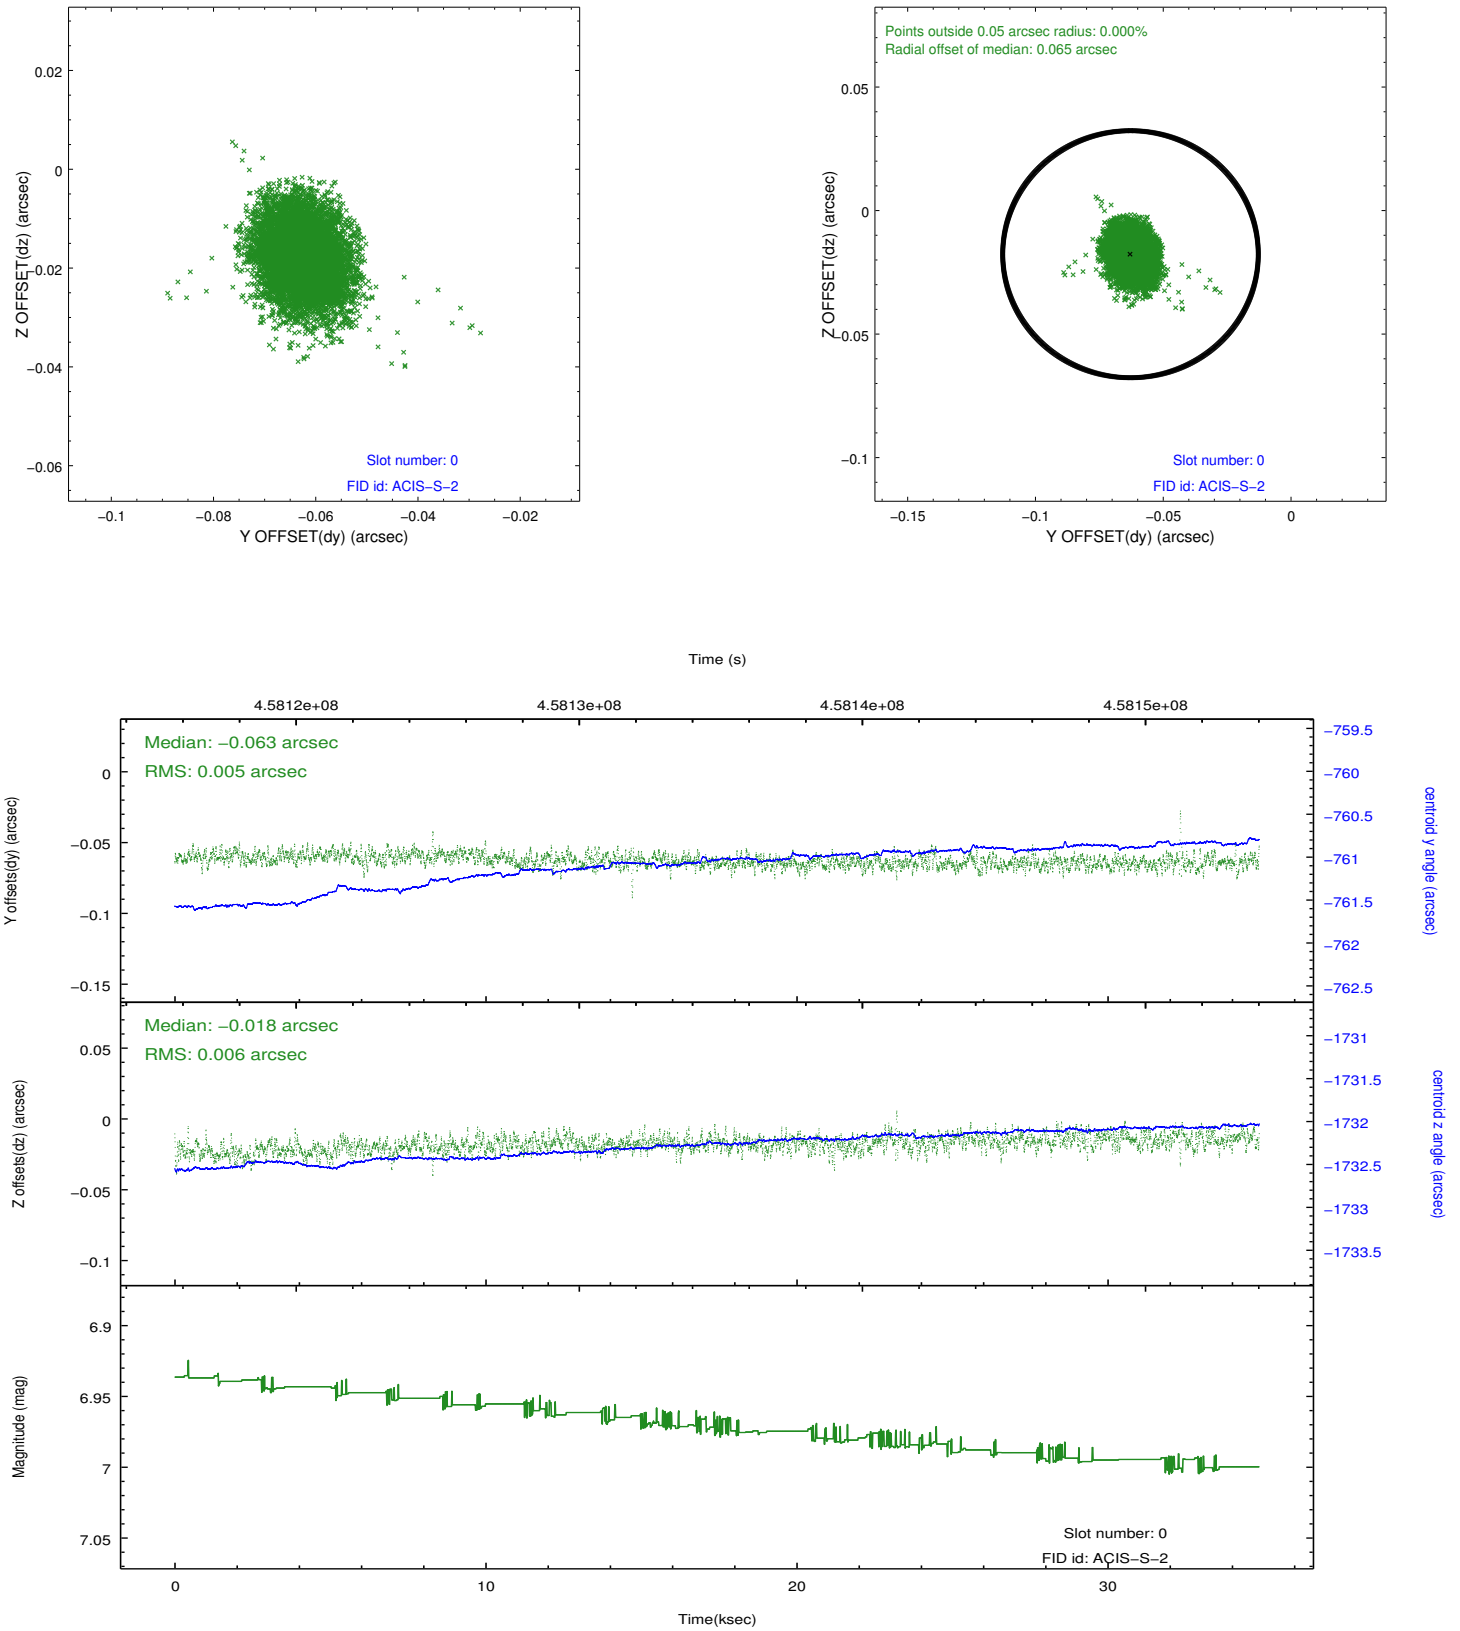 0.02
0
−0.02
−0.04
−0.06
Z OFFSET(dz) (arcsec)
Slot number: 0
FID id: ACIS−S−2
−0.1
−0.08
−0.06
−0.04
−0.02
Y OFFSET(dy) (arcsec)
Points outside 0.05 arcsec radius: 0.000%
Radial offset of median: 0.065 arcsec
0.05
0
−0.05
−0.1
Z OFFSET(dz) (arcsec)
Slot number: 0
FID id: ACIS−S−2
−0.15
−0.1
−0.05
0
Y OFFSET(dy) (arcsec)
Time (s)
4.5812e+08
4.5813e+08
4.5814e+08
4.5815e+08
Median: −0.063 arcsec
RMS: 0.005 arcsec
0
−0.05
−0.1
−0.15
Y offsets(dy) (arcsec)
−759.5
−760
−760.5
−761
−761.5
−762
−762.5
centroid y angle (arcsec)
Median: −0.018 arcsec
RMS: 0.006 arcsec
0.05
0
−0.05
−0.1
Z offsets(dz) (arcsec)
−1731
−1731.5
−1732
−1732.5
−1733
−1733.5
centroid z angle (arcsec)
6.9
6.95
7
7.05
Magnitude (mag)
Slot number: 0
FID id: ACIS−S−2
0
10
20
30
Time(ksec)